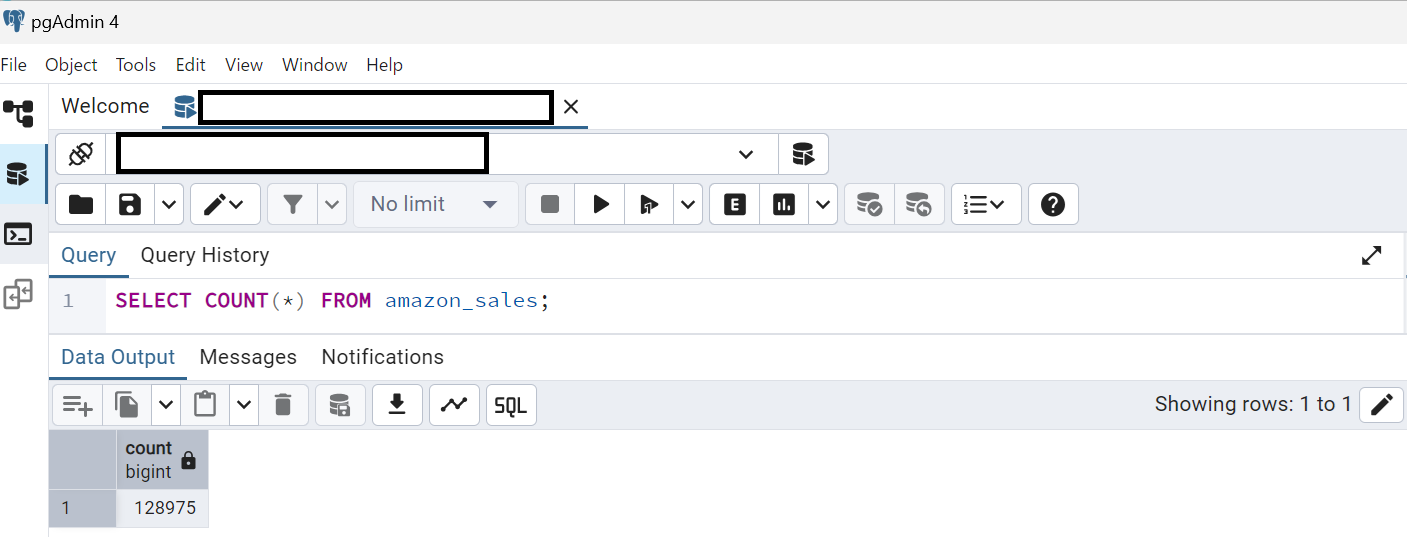 pgAdmin 4
File Object Tools Edit View Window Help
Welcome
No limit
E
Query Query History
1 SELECT COUNT(*) FROM amazon_sales;
Data Output Messages Notifications
SQL Showing rows: 1 to 1
count
bigint
1 128975